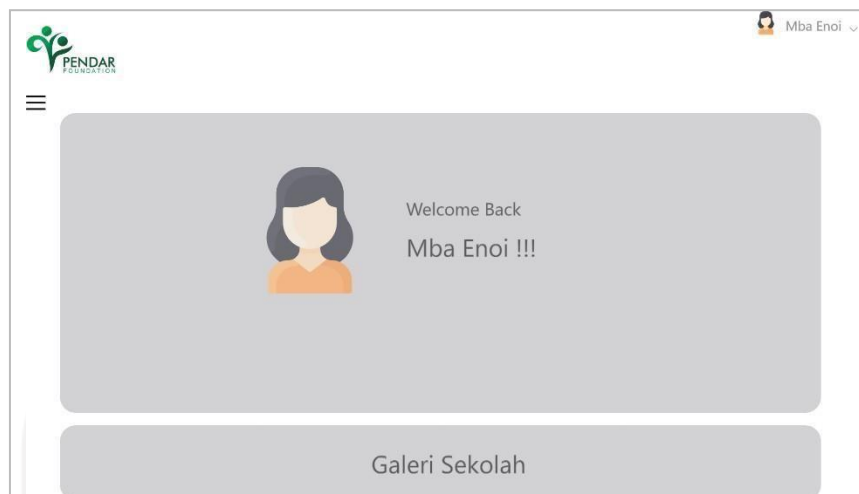 PENDAR
FOUNDATION
Mba Enoi
Welcome Back
Mba Enoi !!!
Galeri Sekolah